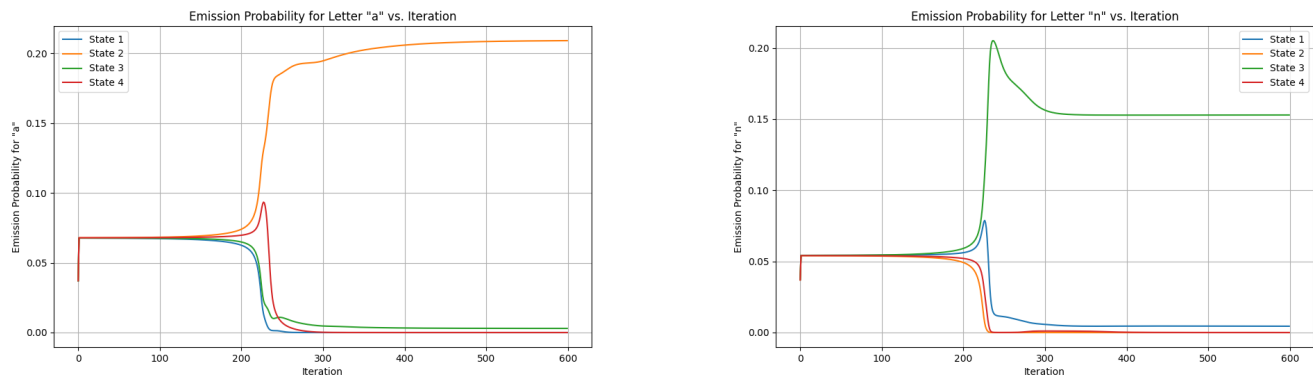 Emission Probability for Letter "a" vs. Iteration
State 1
State 2
State 3
State 4
Emission Probability for "a"
0.20
0.15
0.10
0.05
0.00
0
100
200
300
400
500
600
Iteration
Emission Probability for Letter "n" vs. Iteration
State 1
State 2
State 3
State 4
Emission Probability for "n"
0.20
0.15
0.10
0.05
0.00
0
100
200
300
400
500
600
Iteration